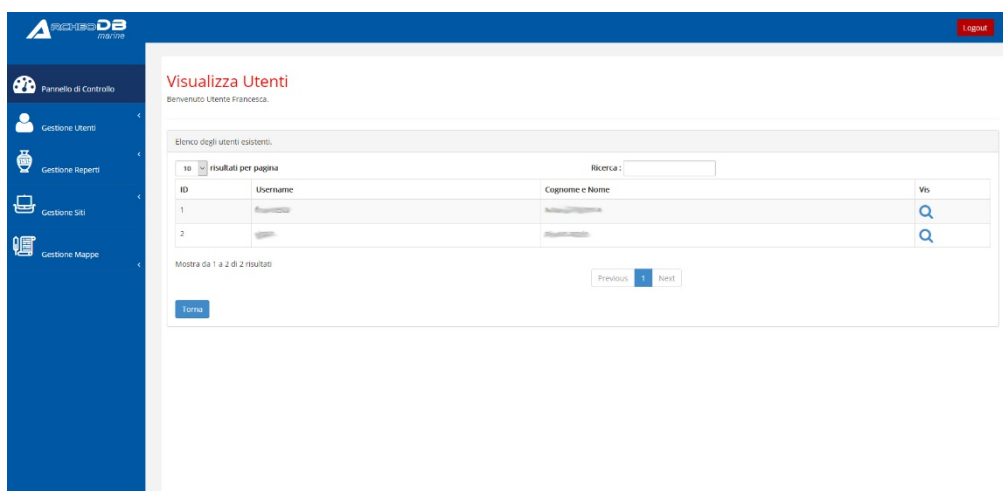 ARCHEODB
marine
Logout
Pannello di Controllo
Gestione Utenti
Gestione Reperti
Gestione Siti
Gestione Mappe
Visualizza Utenti
Benvenuto Utente Francesca.
Elenco degli utenti esistenti.
10 risultati per pagina Ricerca :
ID Username Cognome e Nome Vis
1
2
Mostra da 1 a 2 di 2 risultati
Previous 1 Next
Torna